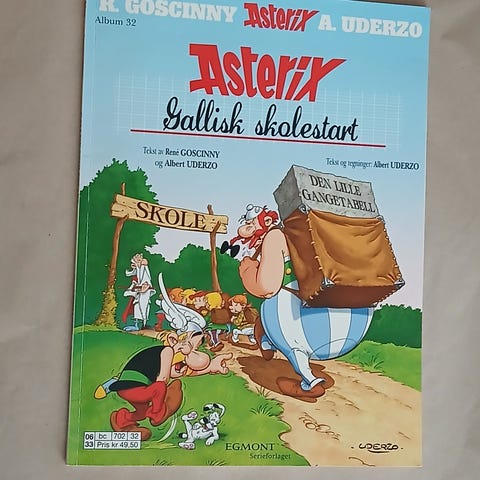 R. GOSCINNY Asterix A. UDERZO
Album 32
Asterix
Gallisk skolestart
Tekst av René GOSCINNY
og Albert UDERZO
Tekst og tegninger: Albert UDERZO
DEN LILLE
GANGETABELL
SKOLE
06 bc 702 32
33 Pris kr 49,50
EGMONT
Serieforlaget
UDERZO